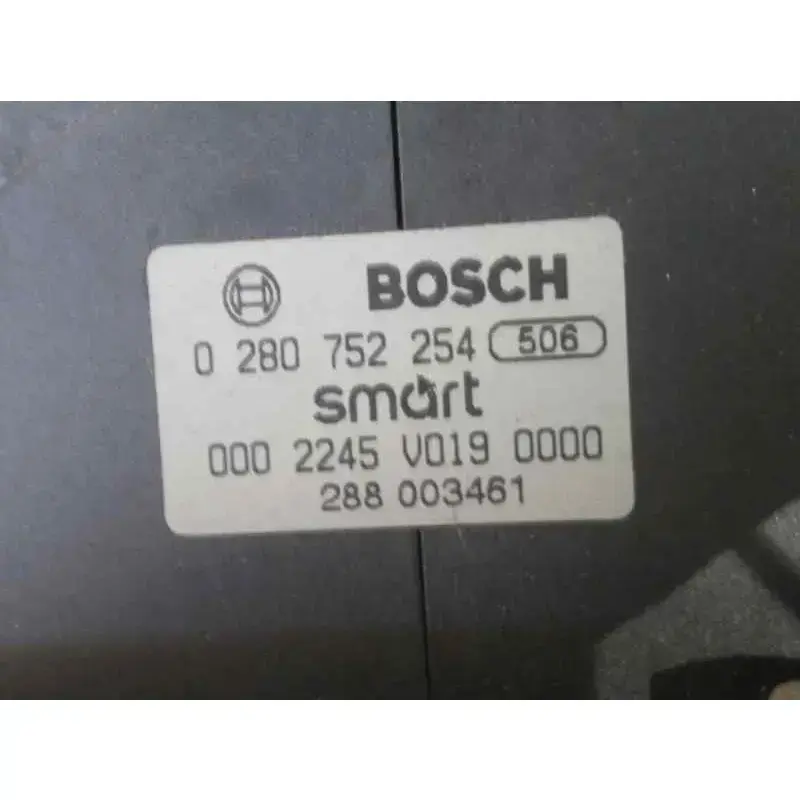 BOSCH
0 280 752 254 506
smart
000 2245 V019 0000
288 003461